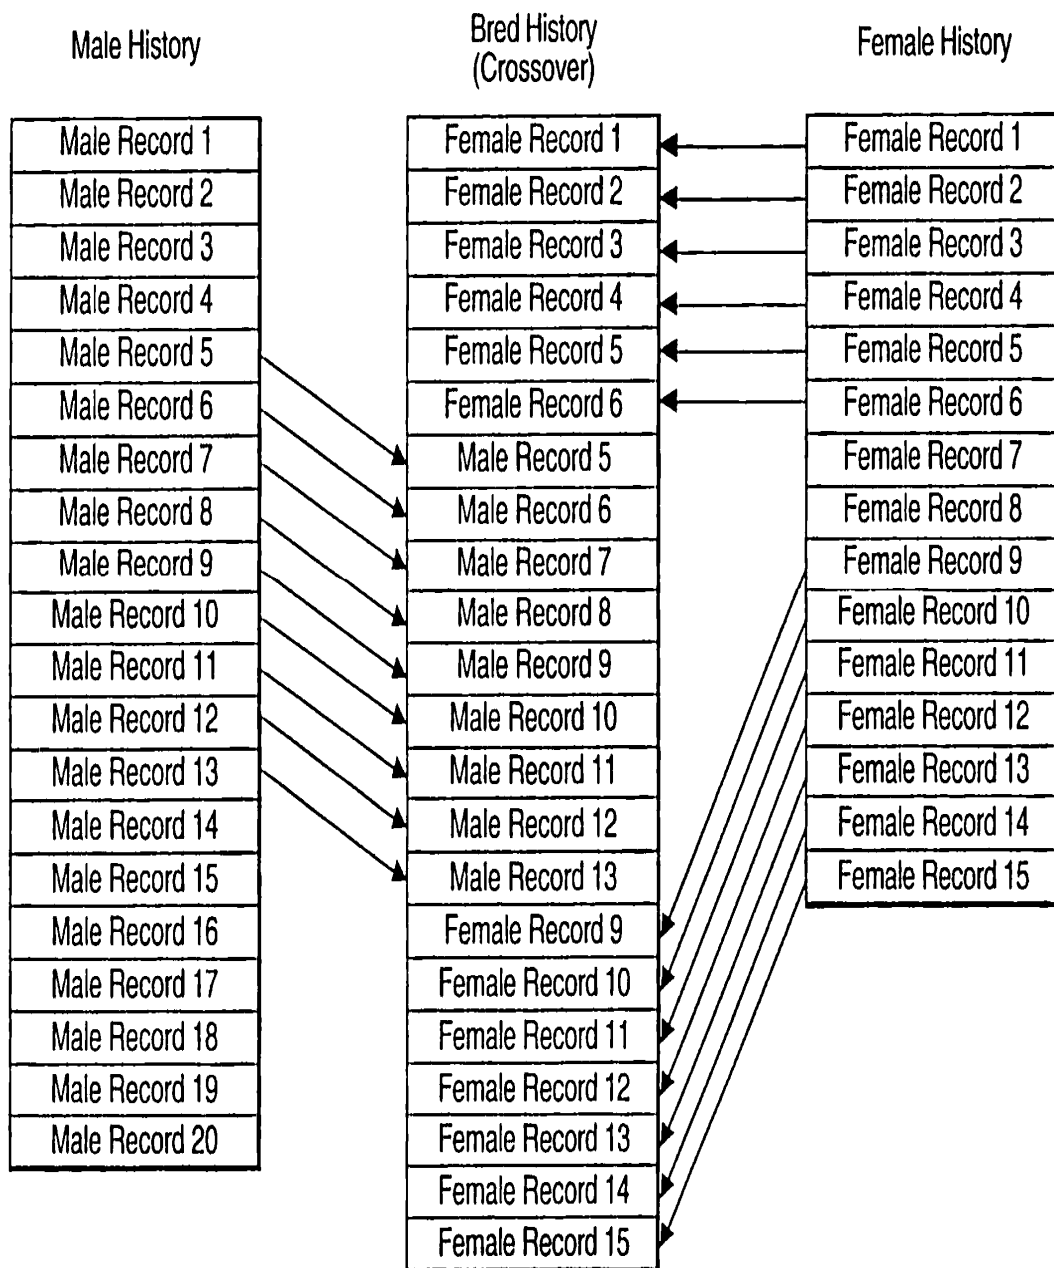 Male History
Male Record 1
Male Record 2
Male Record 3
Male Record 4
Male Record 5
Male Record 6
Male Record 7
Male Record 8
Male Record 9
Male Record 10
Male Record 11
Male Record 12
Male Record 13
Male Record 14
Male Record 15
Male Record 16
Male Record 17
Male Record 18
Male Record 19
Male Record 20
Bred History
(Crossover)
Female Record 1
Female Record 2
Female Record 3
Female Record 4
Female Record 5
Female Record 6
Male Record 5
Male Record 6
Male Record 7
Male Record 8
Male Record 9
Male Record 10
Male Record 11
Male Record 12
Male Record 13
Female Record 9
Female Record 10
Female Record 11
Female Record 12
Female Record 13
Female Record 14
Female Record 15
Female History
Female Record 1
Female Record 2
Female Record 3
Female Record 4
Female Record 5
Female Record 6
Female Record 7
Female Record 8
Female Record 9
Female Record 10
Female Record 11
Female Record 12
Female Record 13
Female Record 14
Female Record 15